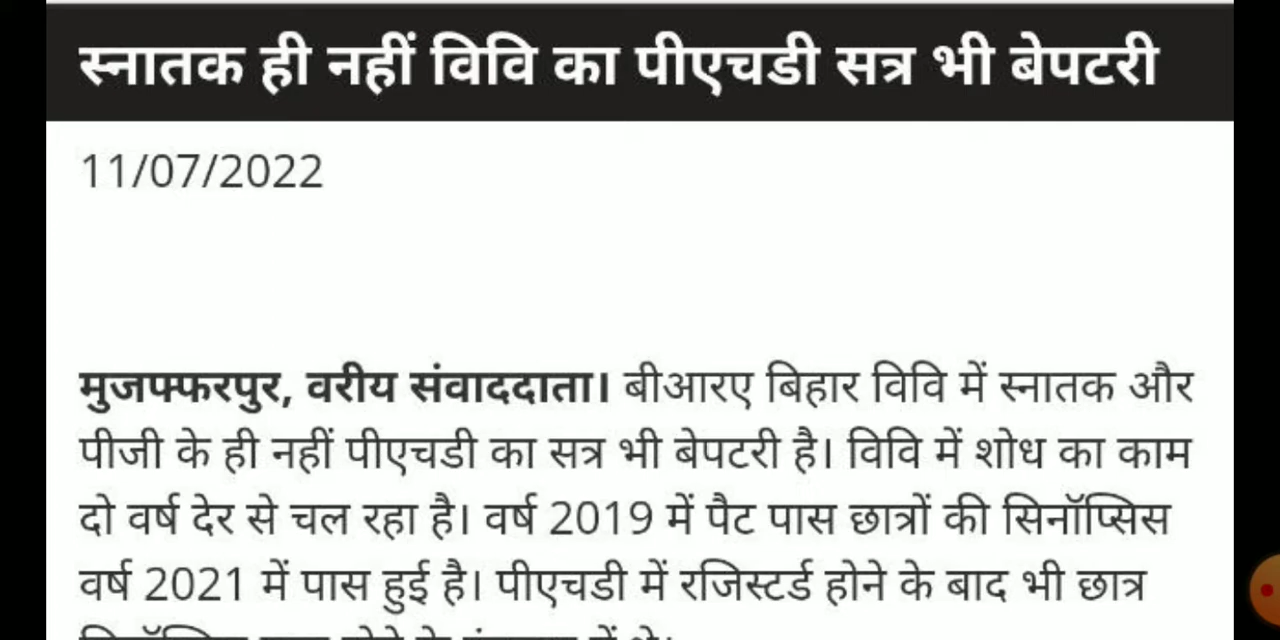 स्नातक ही नहीं विवि का पीएचडी सत्र भी बेपटरी
11/07/2022
मुजफ्फरपुर, वरीय संवाददाता। बीआरए बिहार विवि में स्नातक और
पीजी के ही नहीं पीएचडी का सत्र भी बेपटरी है। विवि में शोध का काम
दो वर्ष देर से चल रहा है। वर्ष 2019 में पैट पास छात्रों की सिनॉप्सिस
वर्ष 2021 में पास हुई है। पीएचडी में रजिस्टर्ड होने के बाद भी छात्र